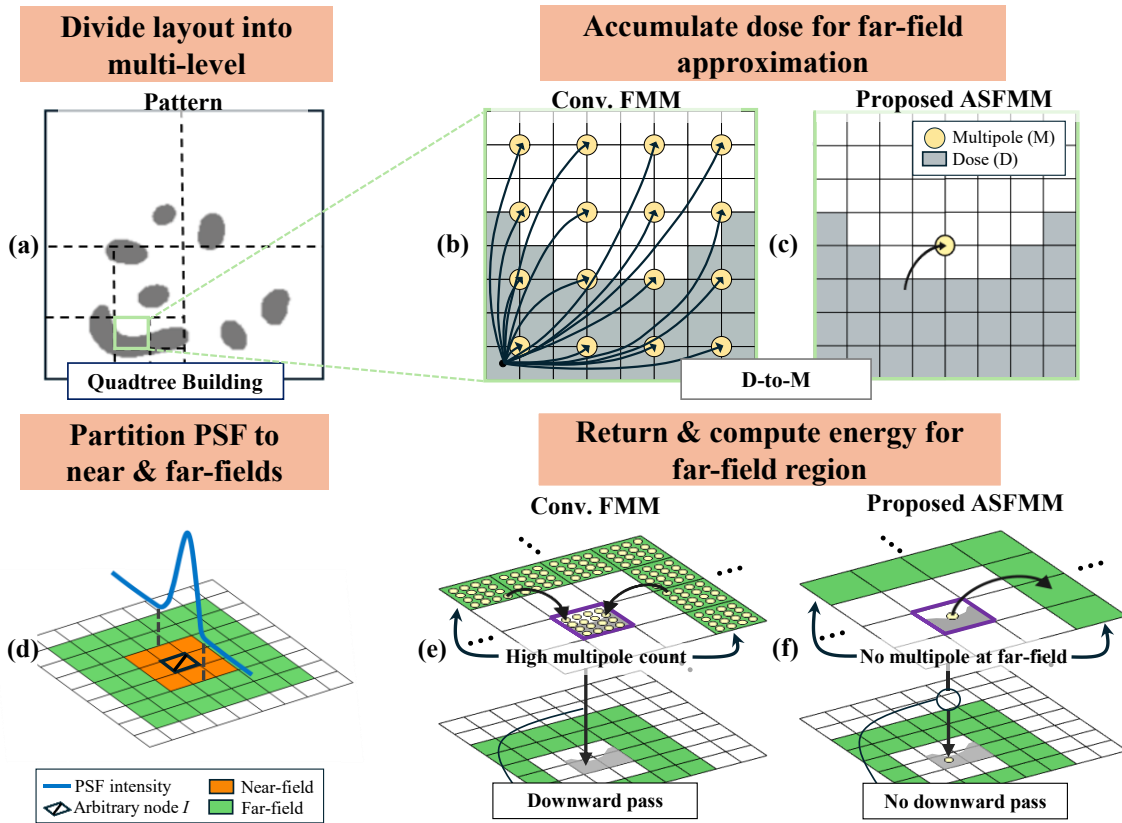 Divide layout into
multi-level
Accumulate dose for far-field
approximation
Pattern
Conv. FMM
Proposed ASFMM
Multipole (M)
Dose (D)
(a)
(b)
(c)
Quadtree Building
D-to-M
Partition PSF to
near & far-fields
Return & compute energy for
far-field region
Conv. FMM
Proposed ASFMM
(d)
(e)
(f)
High multipole count
No multipole at far-field
PSF intensity
Near-field
Arbitrary node I
Far-field
Downward pass
No downward pass